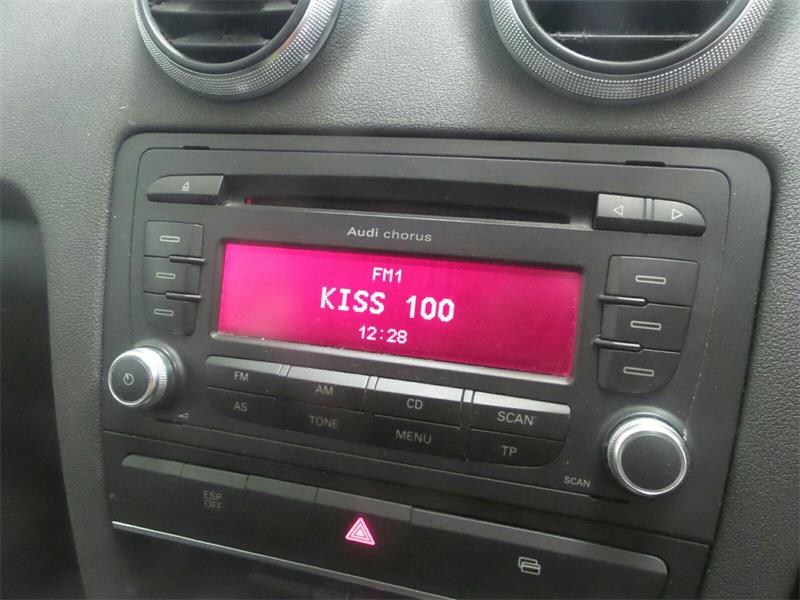 Audi chorus
FM1
KISS 100
12:28
FM AM CD SCAN
AS TONE MENU TP
SCAN
ESP
OFF